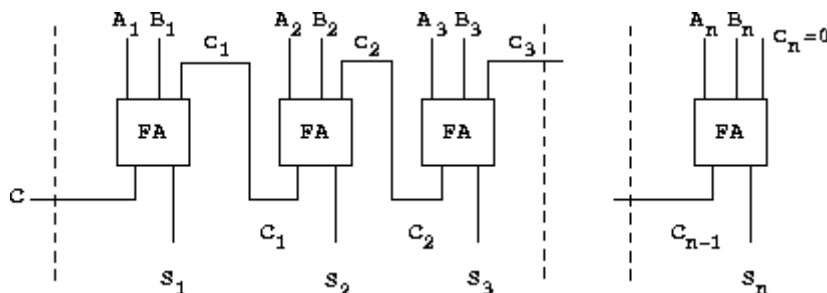 A1 B1 C1 A2 B2 C2 A3 B3 C3 An Bn Cn=0
FA FA FA FA
C C1 C2 Cn-1
S1 S2 S3 Sn